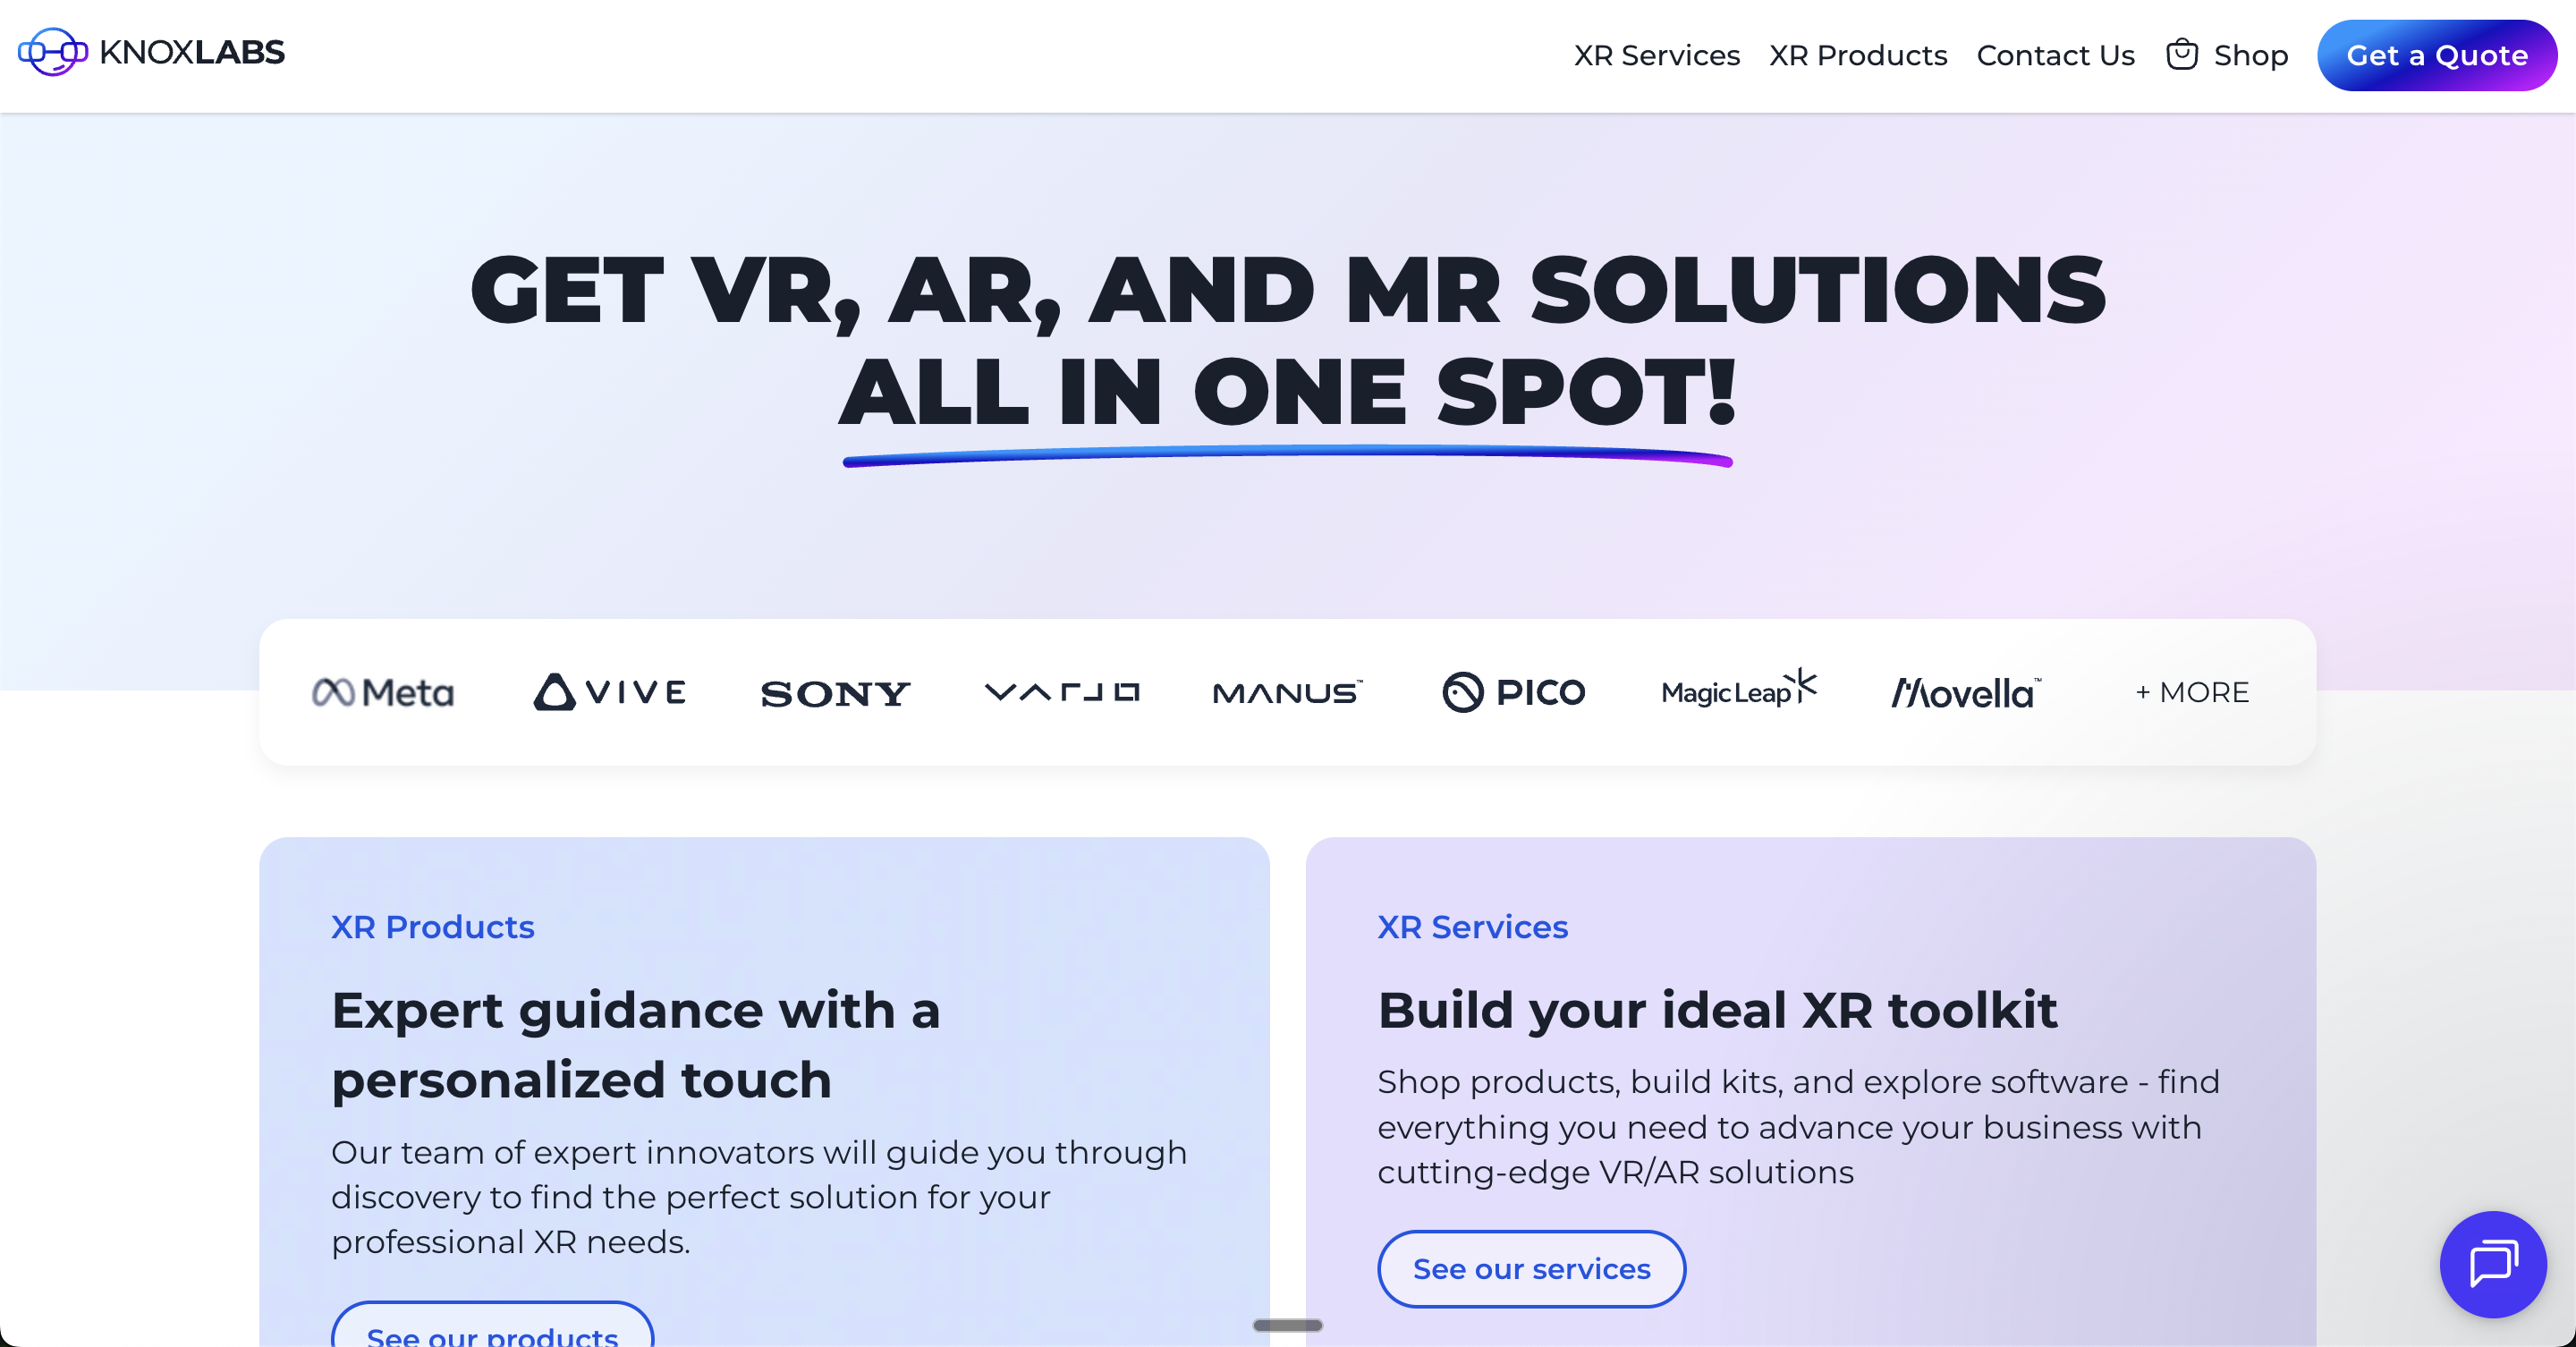 KNOXLABS
XR Services
XR Products
Contact Us
Shop
Get a Quote
GET VR, AR, AND MR SOLUTIONS
ALL IN ONE SPOT!
Meta
VIVE
SONY
VARJO
MANUS™
PICO
Magic Leap
Movella™
+ MORE
XR Products
Expert guidance with a
personalized touch
Our team of expert innovators will guide you through
discovery to find the perfect solution for your
professional XR needs.
See our products
XR Services
Build your ideal XR toolkit
Shop products, build kits, and explore software - find
everything you need to advance your business with
cutting-edge VR/AR solutions
See our services